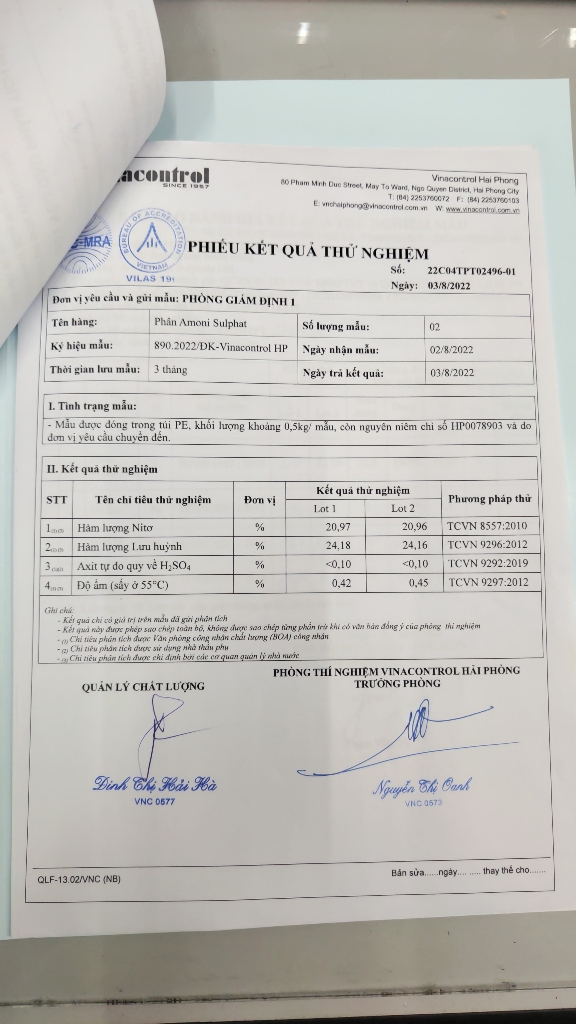 acontrol
SINCE 1957
Vinacontrol Hai Phong
80 Pham Minh Duc Street, May To Ward, Ngo Quyen District, Hai Phong City
T: (84) 2253760072 F: (84) 2253760103
E: vnchaiphong@vinacontrol.com.vn W: www.vinacontrol.com.vn
-MRA
BUREAU OF ACCREDITATION
VIETNAM
VILAS
PHIẾU KẾT QUẢ THỬ NGHIỆM
Số: 22C04TPT02496-01
Ngày: 03/8/2022
Đơn vị yêu cầu và gửi mẫu: PHÒNG GIÁM ĐỊNH 1
Tên hàng: Phân Amoni Sulphat Số lượng mẫu: 02
Ký hiệu mẫu: 890.2022/ĐK-Vinacontrol HP Ngày nhận mẫu: 02/8/2022
Thời gian lưu mẫu: 3 tháng Ngày trả kết quả: 03/8/2022
I. Tình trạng mẫu:
- Mẫu được đóng trong túi PE, khối lượng khoảng 0,5kg/ mẫu, còn nguyên niêm chì số HP0078903 và do
đơn vị yêu cầu chuyển đến.
II. Kết quả thử nghiệm
STT Tên chỉ tiêu thử nghiệm Đơn vị Kết quả thử nghiệm Phương pháp thử
Lot 1 Lot 2
1 Hàm lượng Nitơ % 20,97 20,96 TCVN 8557:2010
2 Hàm lượng Lưu huỳnh % 24,18 24,16 TCVN 9296:2012
3 Axit tự do quy về H₂SO₄ % <0,10 <0,10 TCVN 9292:2019
4 Độ ẩm (sấy ở 55°C) % 0,42 0,45 TCVN 9297:2012
Ghi chú:
- Kết quả chỉ có giá trị trên mẫu đã gửi phân tích
- Kết quả này được phép sao chép toàn bộ, không được sao chép từng phần trừ khi có văn bản đồng ý của phòng thí nghiệm
- (1) Chỉ tiêu phân tích được Văn phòng công nhận chất lượng (BOA) công nhận
- (2) Chỉ tiêu phân tích được sử dụng nhà thầu phụ
- (3) Chỉ tiêu phân tích được chỉ định bởi các cơ quan quản lý nhà nước
QUẢN LÝ CHẤT LƯỢNG
PHÒNG THÍ NGHIỆM VINACONTROL HẢI PHÒNG
TRƯỞNG PHÒNG
Đinh Thị Hải Hà
VNC 0577
Nguyễn Thị Oanh
VNC 0573
QLF-13.02/VNC (NB)
Bản sửa......ngày.... ..... thay thế cho.......